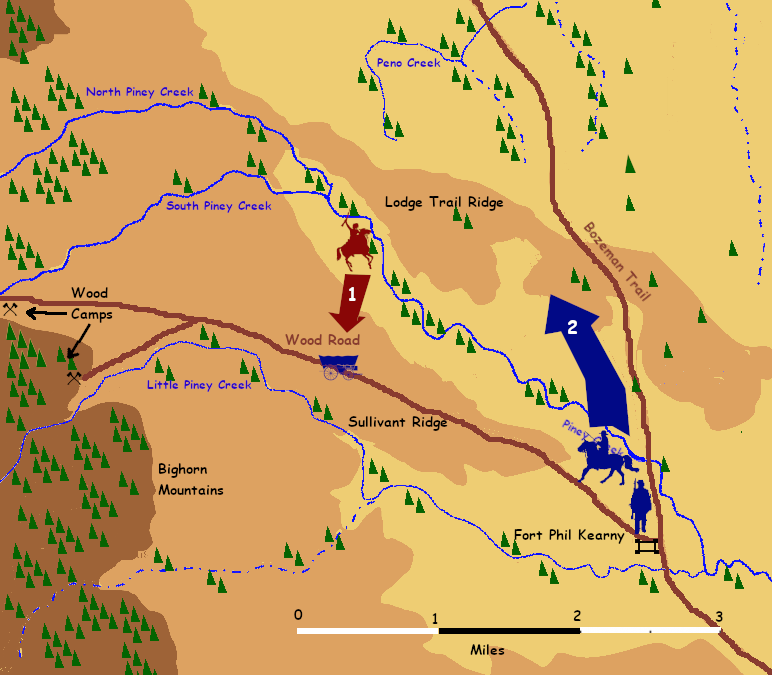 Peno Creek
North Piney Creek
South Piney Creek
Lodge Trail Ridge
Bozeman Trail
Wood
Camps
1
2
Wood Road
Little Piney Creek
Sullivant Ridge
Piney Creek
Bighorn
Mountains
Fort Phil Kearny
0 1 2 3
Miles